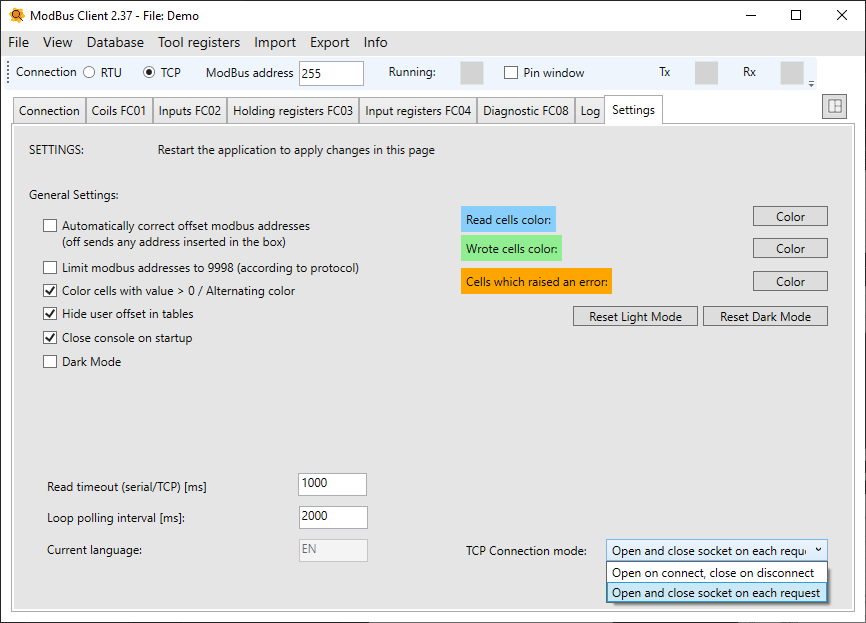 ModBus Client 2.37 - File: Demo
File View Database Tool registers Import Export Info
Connection RTU TCP ModBus address 255 Running: Pin window Tx Rx
Connection Coils FC01 Inputs FC02 Holding registers FC03 Input registers FC04 Diagnostic FC08 Log Settings
SETTINGS: Restart the application to apply changes in this page
General Settings:
Automatically correct offset modbus addresses
(off sends any address inserted in the box)
Limit modbus addresses to 9998 (according to protocol)
Color cells with value > 0 / Alternating color
Hide user offset in tables
Close console on startup
Dark Mode
Read cells color: Color
Wrote cells color: Color
Cells which raised an error: Color
Reset Light Mode Reset Dark Mode
Read timeout (serial/TCP) [ms] 1000
Loop polling interval [ms]: 2000
Current language: EN
TCP Connection mode: Open and close socket on each requ
Open on connect, close on disconnect
Open and close socket on each request